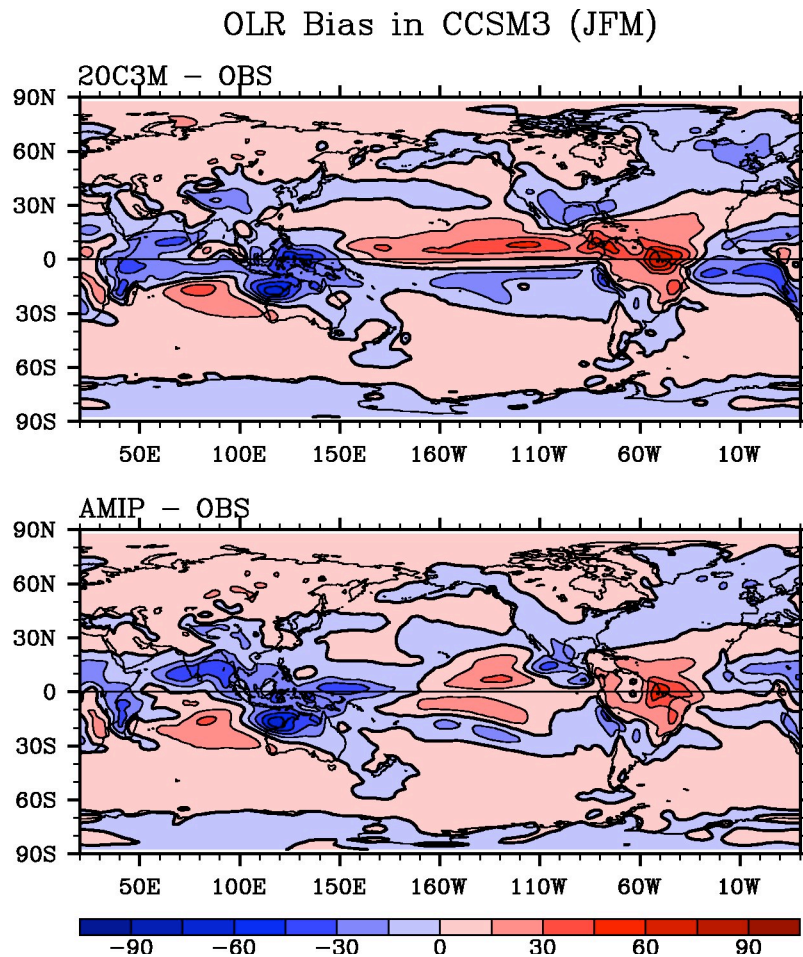 OLR Bias in CCSM3 (JFM)
20C3M − OBS
90N
60N
30N
0
30S
60S
90S
50E 100E 150E 160W 110W 60W 10W
AMIP − OBS
90N
60N
30N
0
30S
60S
90S
50E 100E 150E 160W 110W 60W 10W
−90 −60 −30 0 30 60 90